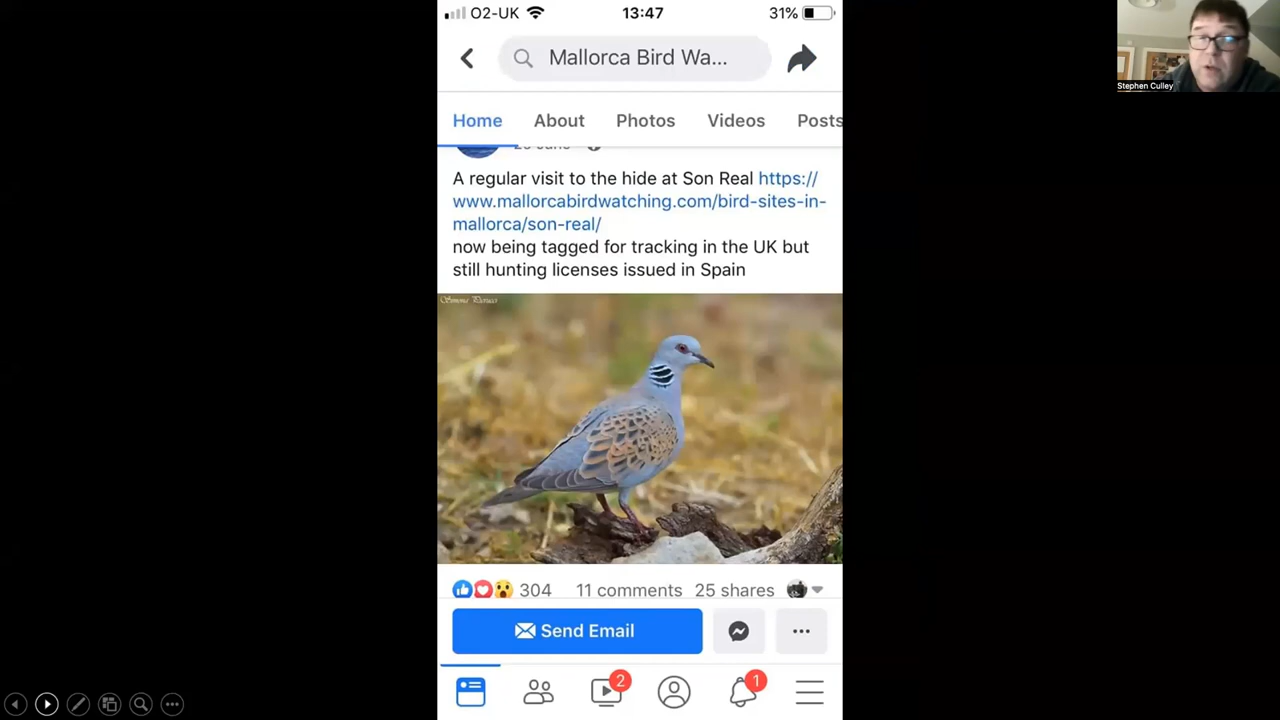 O2-UK
13:47
31%
Mallorca Bird Wa...
Home
About
Photos
Videos
Posts
A regular visit to the hide at Son Real https://
www.mallorcabirdwatching.com/bird-sites-in-
mallorca/son-real/
now being tagged for tracking in the UK but
still hunting licenses issued in Spain
304
11 comments
25 shares
Send Email
2
1
Stephen Culley